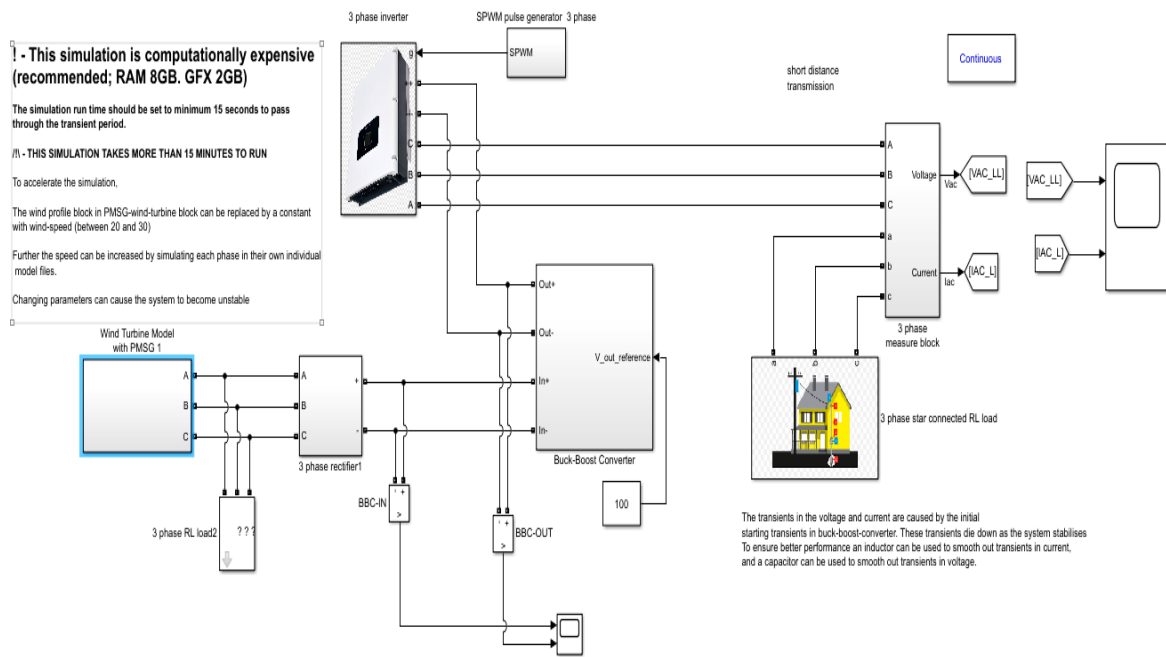 3 phase inverter
SPWM pulse generator 3 phase
! - This simulation is computationally expensive
(recommended; RAM 8GB. GFX 2GB)
The simulation run time should be set to minimum 15 seconds to pass
through the transient period.
/!\ - THIS SIMULATION TAKES MORE THAN 15 MINUTES TO RUN
To accelerate the simulation,
The wind profile block in PMSG-wind-turbine block can be replaced by a constant
with wind-speed (between 20 and 30)
Further the speed can be increased by simulating each phase in their own individual
model files.
Changing parameters can cause the system to become unstable
g
+
-
C
B
A
SPWM
short distance
transmission
Continuous
A
B
C
a
b
c
Voltage
Current
Vac
Iac
[VAC_LL]
[IAC_L]
[VAC_LL]
[IAC_L]
3 phase
measure block
Wind Turbine Model
with PMSG 1
A
B
C
A
B
C
+
-
3 phase rectifier1
Out+
Out-
In+
In-
V_out_reference
Buck-Boost Converter
100
a
b
c
3 phase star connected RL load
3 phase RL load2
? ? ?
BBC-IN
- +
>
BBC-OUT
- +
>
The transients in the voltage and current are caused by the initial
starting transients in buck-boost-converter. These transients die down as the system stabilises
To ensure better performance an inductor can be used to smooth out transients in current,
and a capacitor can be used to smooth out transients in voltage.